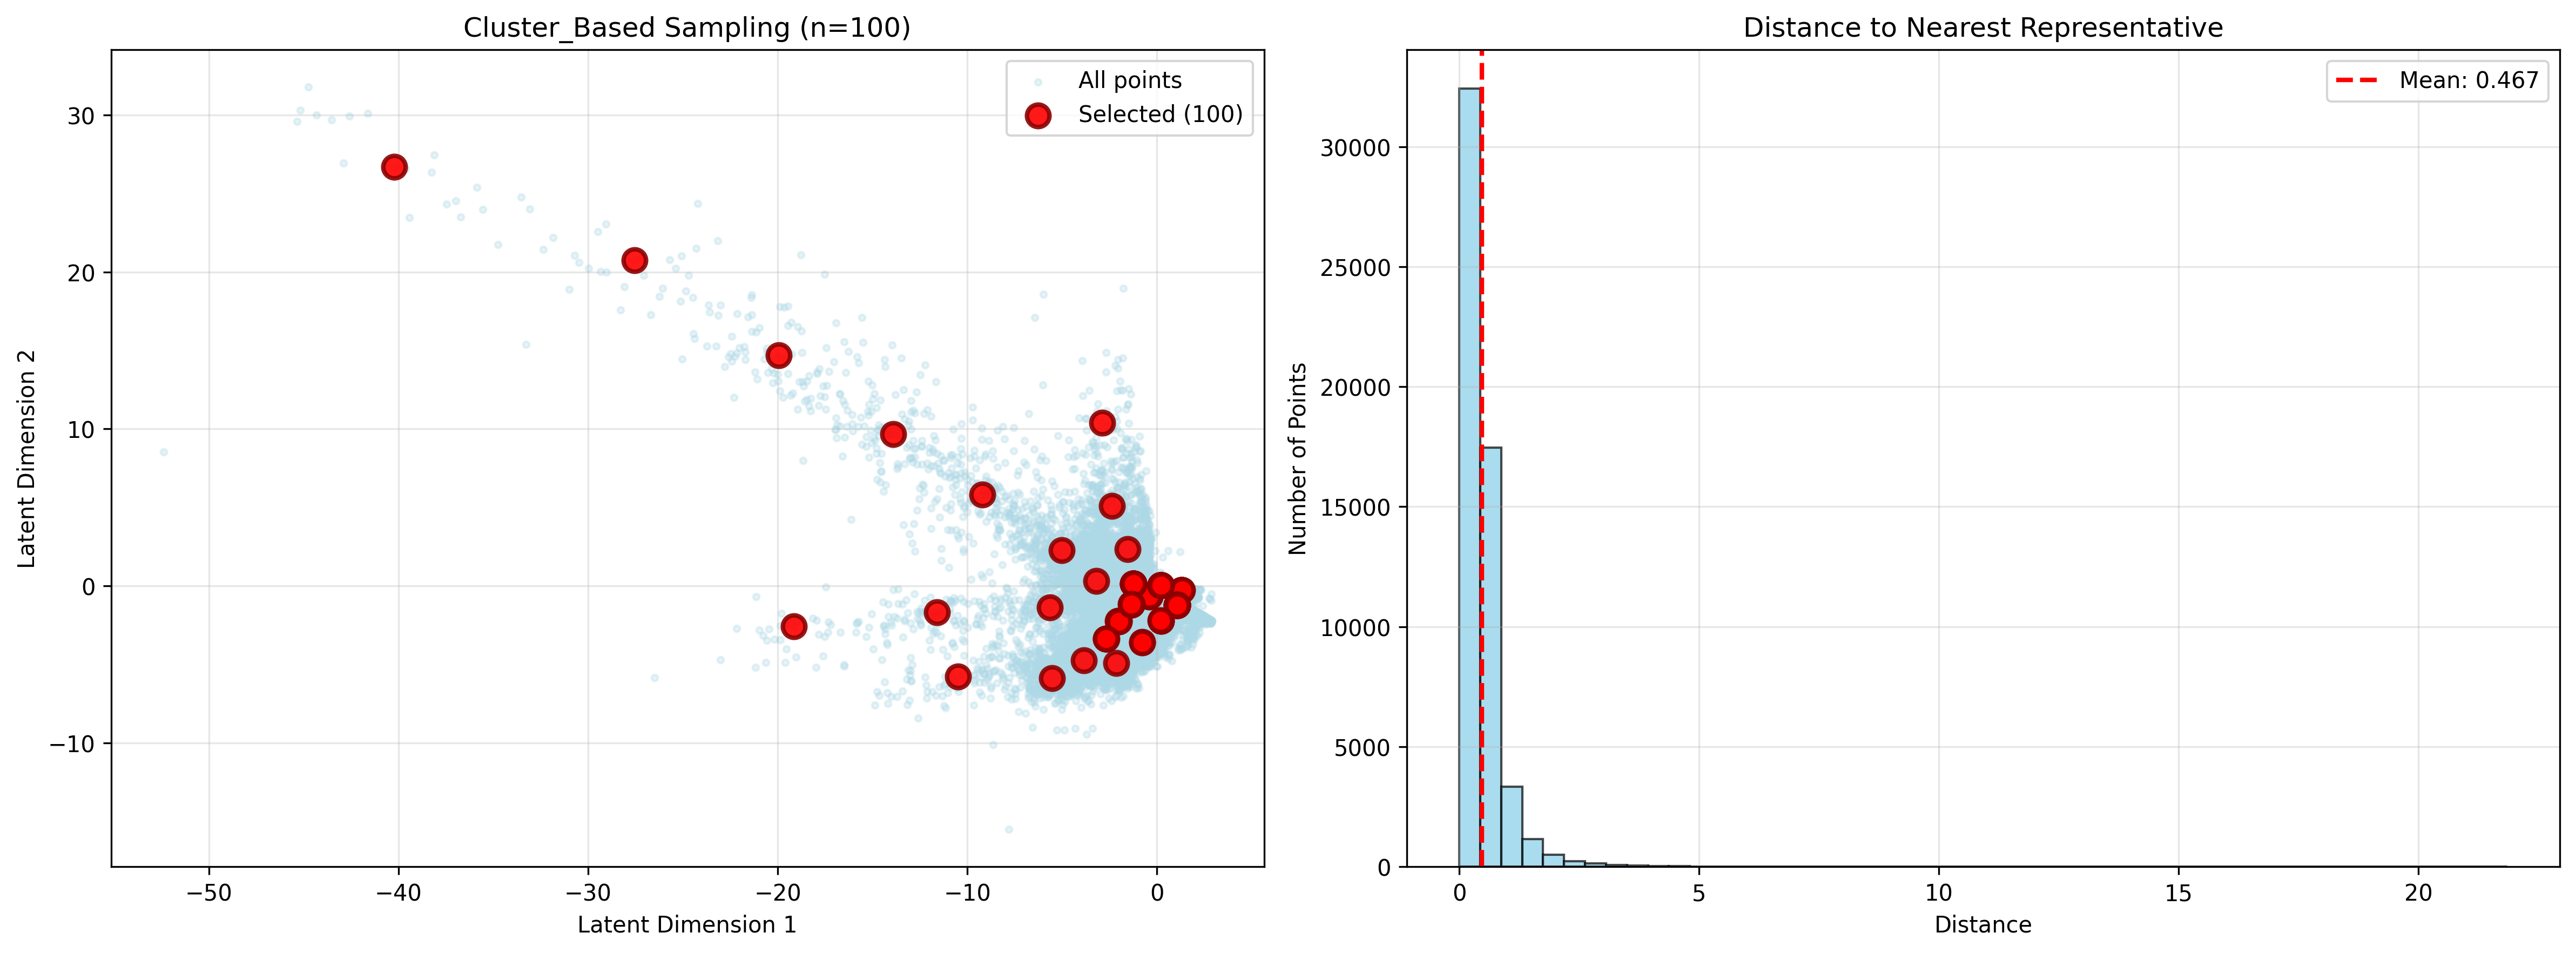 Cluster_Based Sampling (n=100)
All points
Selected (100)
30
20
10
0
−10
Latent Dimension 2
−50
−40
−30
−20
−10
0
Latent Dimension 1
Distance to Nearest Representative
Mean: 0.467
30000
25000
20000
15000
10000
5000
0
Number of Points
0
5
10
15
20
Distance